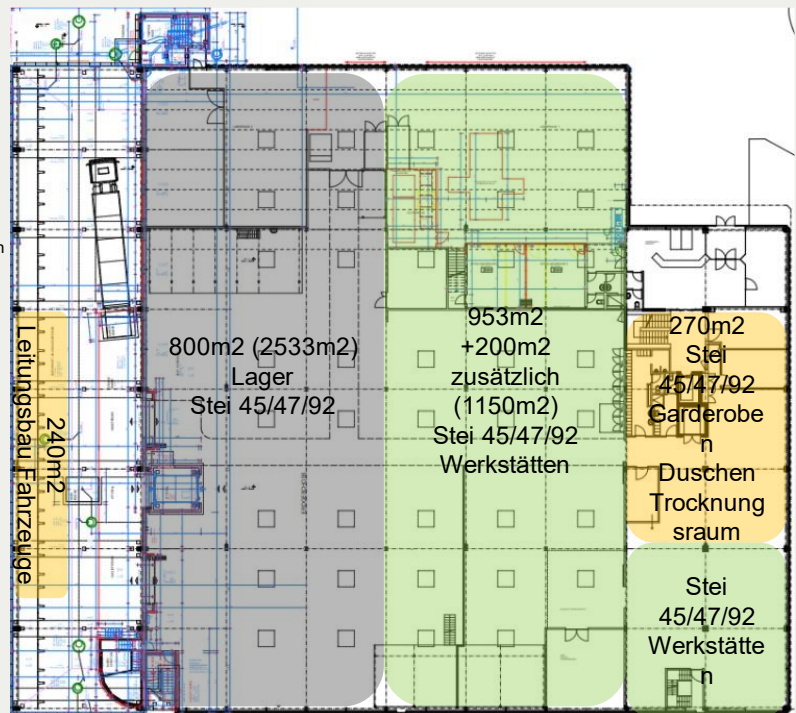 n
240m2
Leitungsbau Fahrzeuge
800m2 (2533m2)
Lager
Stei 45/47/92
953m2
+200m2
zusätzlich
(1150m2)
Stei 45/47/92
Werkstätten
270m2
Stei
45/47/92
Garderobe
n
Duschen
Trocknung
sraum
Stei
45/47/92
Werkstätte
n